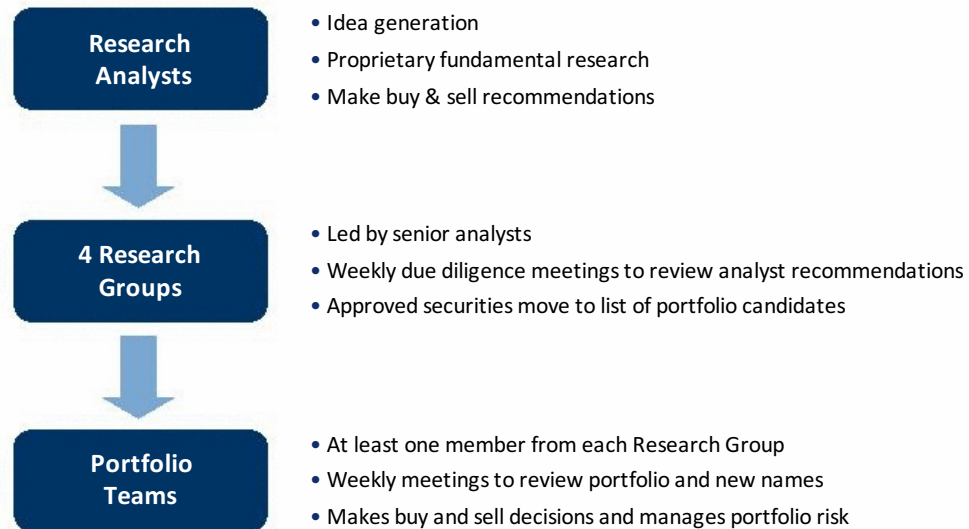 Research
Analysts
• Idea generation
• Proprietary fundamental research
• Make buy & sell recommendations
4 Research
Groups
• Led by senior analysts
• Weekly due diligence meetings to review analyst recommendations
• Approved securities move to list of portfolio candidates
Portfolio
Teams
• At least one member from each Research Group
• Weekly meetings to review portfolio and new names
• Makes buy and sell decisions and manages portfolio risk